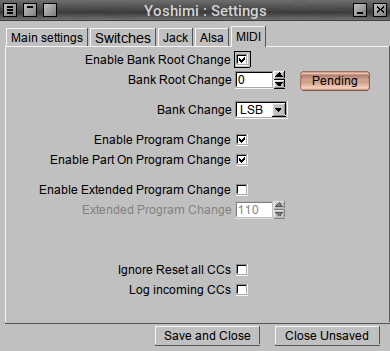 Yoshimi : Settings
Main settings Switches Jack Alsa MIDI
Enable Bank Root Change
Bank Root Change 0 Pending
Bank Change LSB
Enable Program Change
Enable Part On Program Change
Enable Extended Program Change
Extended Program Change 110
Ignore Reset all CCs
Log incoming CCs
Save and Close Close Unsaved